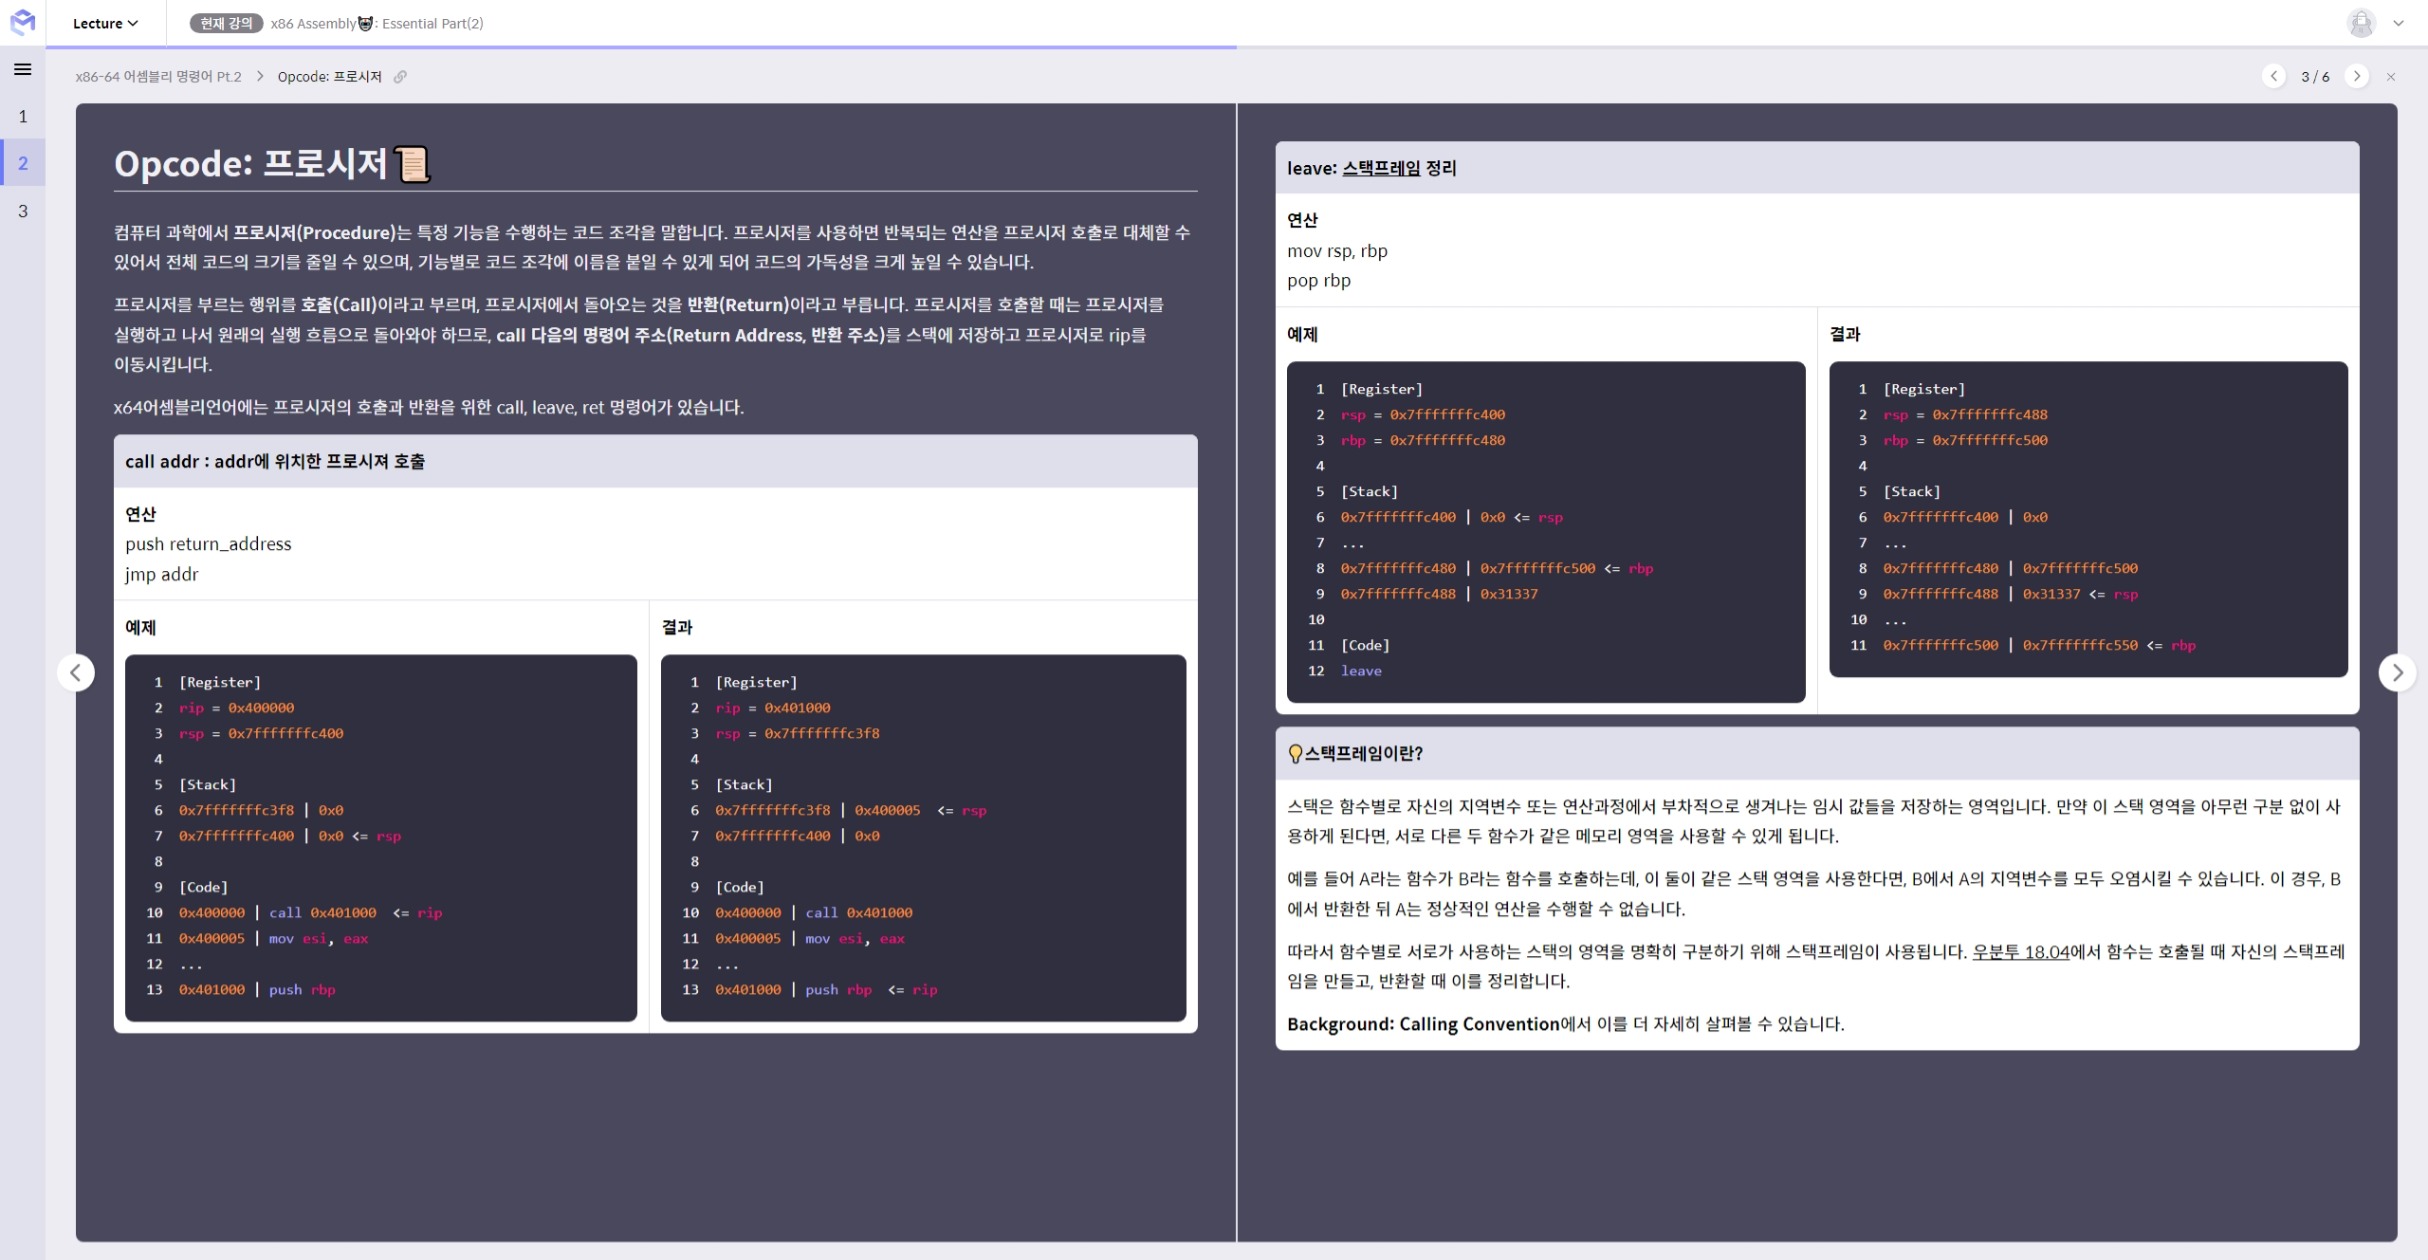 Lecture
현재 강의 x86 Assembly🐱: Essential Part(2)
x86-64 어셈블리 명령어 Pt.2 > Opcode: 프로시저
3 / 6
1
2
3
Opcode: 프로시저📜
컴퓨터 과학에서 프로시저(Procedure)는 특정 기능을 수행하는 코드 조각을 말합니다. 프로시저를 사용하면 반복되는 연산을 프로시저 호출로 대체할 수
있어서 전체 코드의 크기를 줄일 수 있으며, 기능별로 코드 조각에 이름을 붙일 수 있게 되어 코드의 가독성을 크게 높일 수 있습니다.
프로시저를 부르는 행위를 호출(Call)이라고 부르며, 프로시저에서 돌아오는 것을 반환(Return)이라고 부릅니다. 프로시저를 호출할 때는 프로시저를
실행하고 나서 원래의 실행 흐름으로 돌아와야 하므로, call 다음의 명령어 주소(Return Address, 반환 주소)를 스택에 저장하고 프로시저로 rip를
이동시킵니다.
x64어셈블리언어에는 프로시저의 호출과 반환을 위한 call, leave, ret 명령어가 있습니다.
call addr : addr에 위치한 프로시져 호출
연산
push return_address
jmp addr
예제
1 [Register]
2 rip = 0x400000
3 rsp = 0x7fffffffc400
4
5 [Stack]
6 0x7fffffffc3f8 | 0x0
7 0x7fffffffc400 | 0x0 <= rsp
8
9 [Code]
10 0x400000 | call 0x401000 <= rip
11 0x400005 | mov esi, eax
12 ...
13 0x401000 | push rbp
결과
1 [Register]
2 rip = 0x401000
3 rsp = 0x7fffffffc3f8
4
5 [Stack]
6 0x7fffffffc3f8 | 0x400005 <= rsp
7 0x7fffffffc400 | 0x0
8
9 [Code]
10 0x400000 | call 0x401000
11 0x400005 | mov esi, eax
12 ...
13 0x401000 | push rbp <= rip
leave: 스택프레임 정리
연산
mov rsp, rbp
pop rbp
예제
1 [Register]
2 rsp = 0x7fffffffc400
3 rbp = 0x7fffffffc480
4
5 [Stack]
6 0x7fffffffc400 | 0x0 <= rsp
7 ...
8 0x7fffffffc480 | 0x7fffffffc500 <= rbp
9 0x7fffffffc488 | 0x31337
10
11 [Code]
12 leave
결과
1 [Register]
2 rsp = 0x7fffffffc488
3 rbp = 0x7fffffffc500
4
5 [Stack]
6 0x7fffffffc400 | 0x0
7 ...
8 0x7fffffffc480 | 0x7fffffffc500
9 0x7fffffffc488 | 0x31337 <= rsp
10 ...
11 0x7fffffffc500 | 0x7fffffffc550 <= rbp
💡스택프레임이란?
스택은 함수별로 자신의 지역변수 또는 연산과정에서 부차적으로 생겨나는 임시 값들을 저장하는 영역입니다. 만약 이 스택 영역을 아무런 구분 없이 사
용하게 된다면, 서로 다른 두 함수가 같은 메모리 영역을 사용할 수 있게 됩니다.
예를 들어 A라는 함수가 B라는 함수를 호출하는데, 이 둘이 같은 스택 영역을 사용한다면, B에서 A의 지역변수를 모두 오염시킬 수 있습니다. 이 경우, B
에서 반환한 뒤 A는 정상적인 연산을 수행할 수 없습니다.
따라서 함수별로 서로가 사용하는 스택의 영역을 명확히 구분하기 위해 스택프레임이 사용됩니다. 우분투 18.04에서 함수는 호출될 때 자신의 스택프레
임을 만들고, 반환할 때 이를 정리합니다.
Background: Calling Convention에서 이를 더 자세히 살펴볼 수 있습니다.